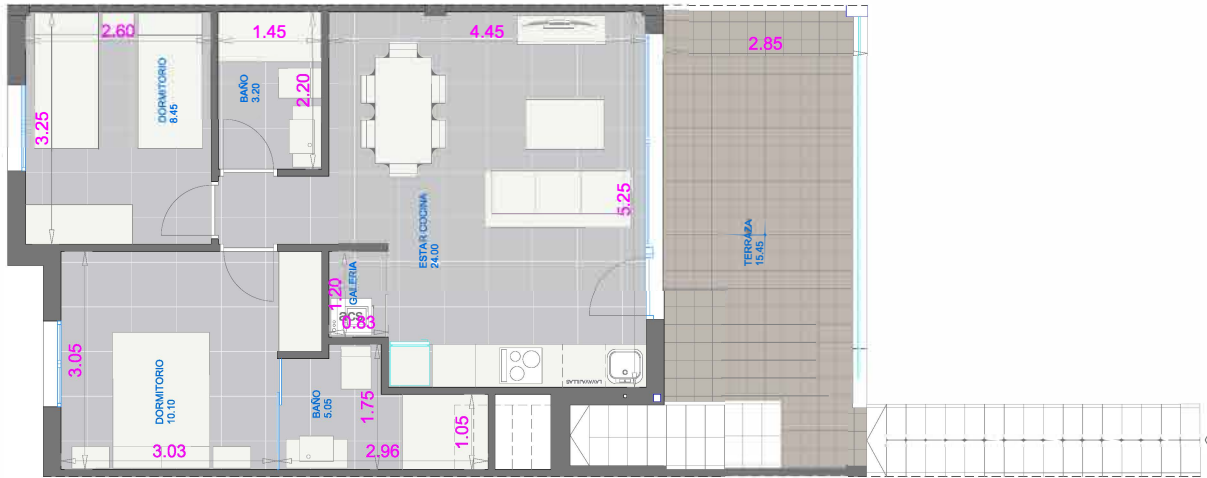 2.60
1.45
4.45
2.85
DORMITORIO
8.45
BAÑO
3.20
2.20
3.25
5.25
ESTAR COCINA
24.00
TERRAZA
15.45
GALERIA
1.20
ACS
0.83
3.05
DORMITORIO
10.10
BAÑO
5.05
1.75
LAVAVAJILLAS
1.05
3.03
2.96